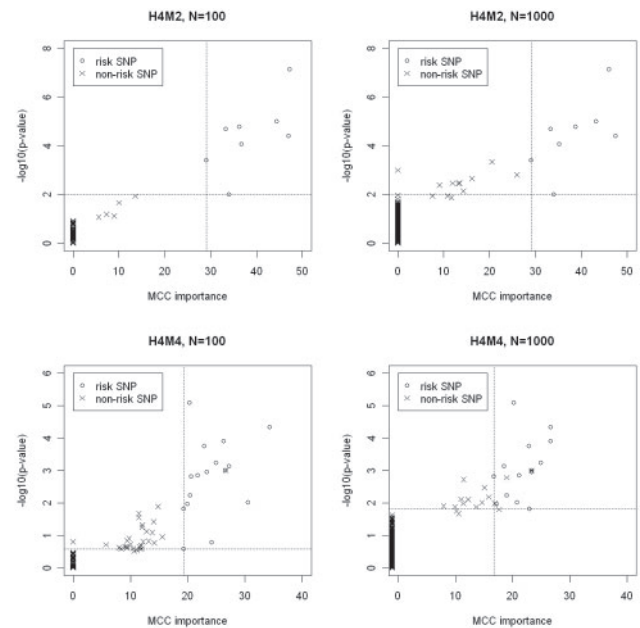 H4M2, N=100
8
6
4
2
0
-log10(p-value)
risk SNP
non-risk SNP
0 10 20 30 40 50
MCC importance
H4M2, N=1000
8
6
4
2
0
-log10(p-value)
risk SNP
non-risk SNP
0 10 20 30 40 50
MCC importance
H4M4, N=100
6
5
4
3
2
1
0
-log10(p-value)
risk SNP
non-risk SNP
0 10 20 30 40
MCC importance
H4M4, N=1000
6
5
4
3
2
1
0
-log10(p-value)
risk SNP
non-risk SNP
0 10 20 30 40
MCC importance